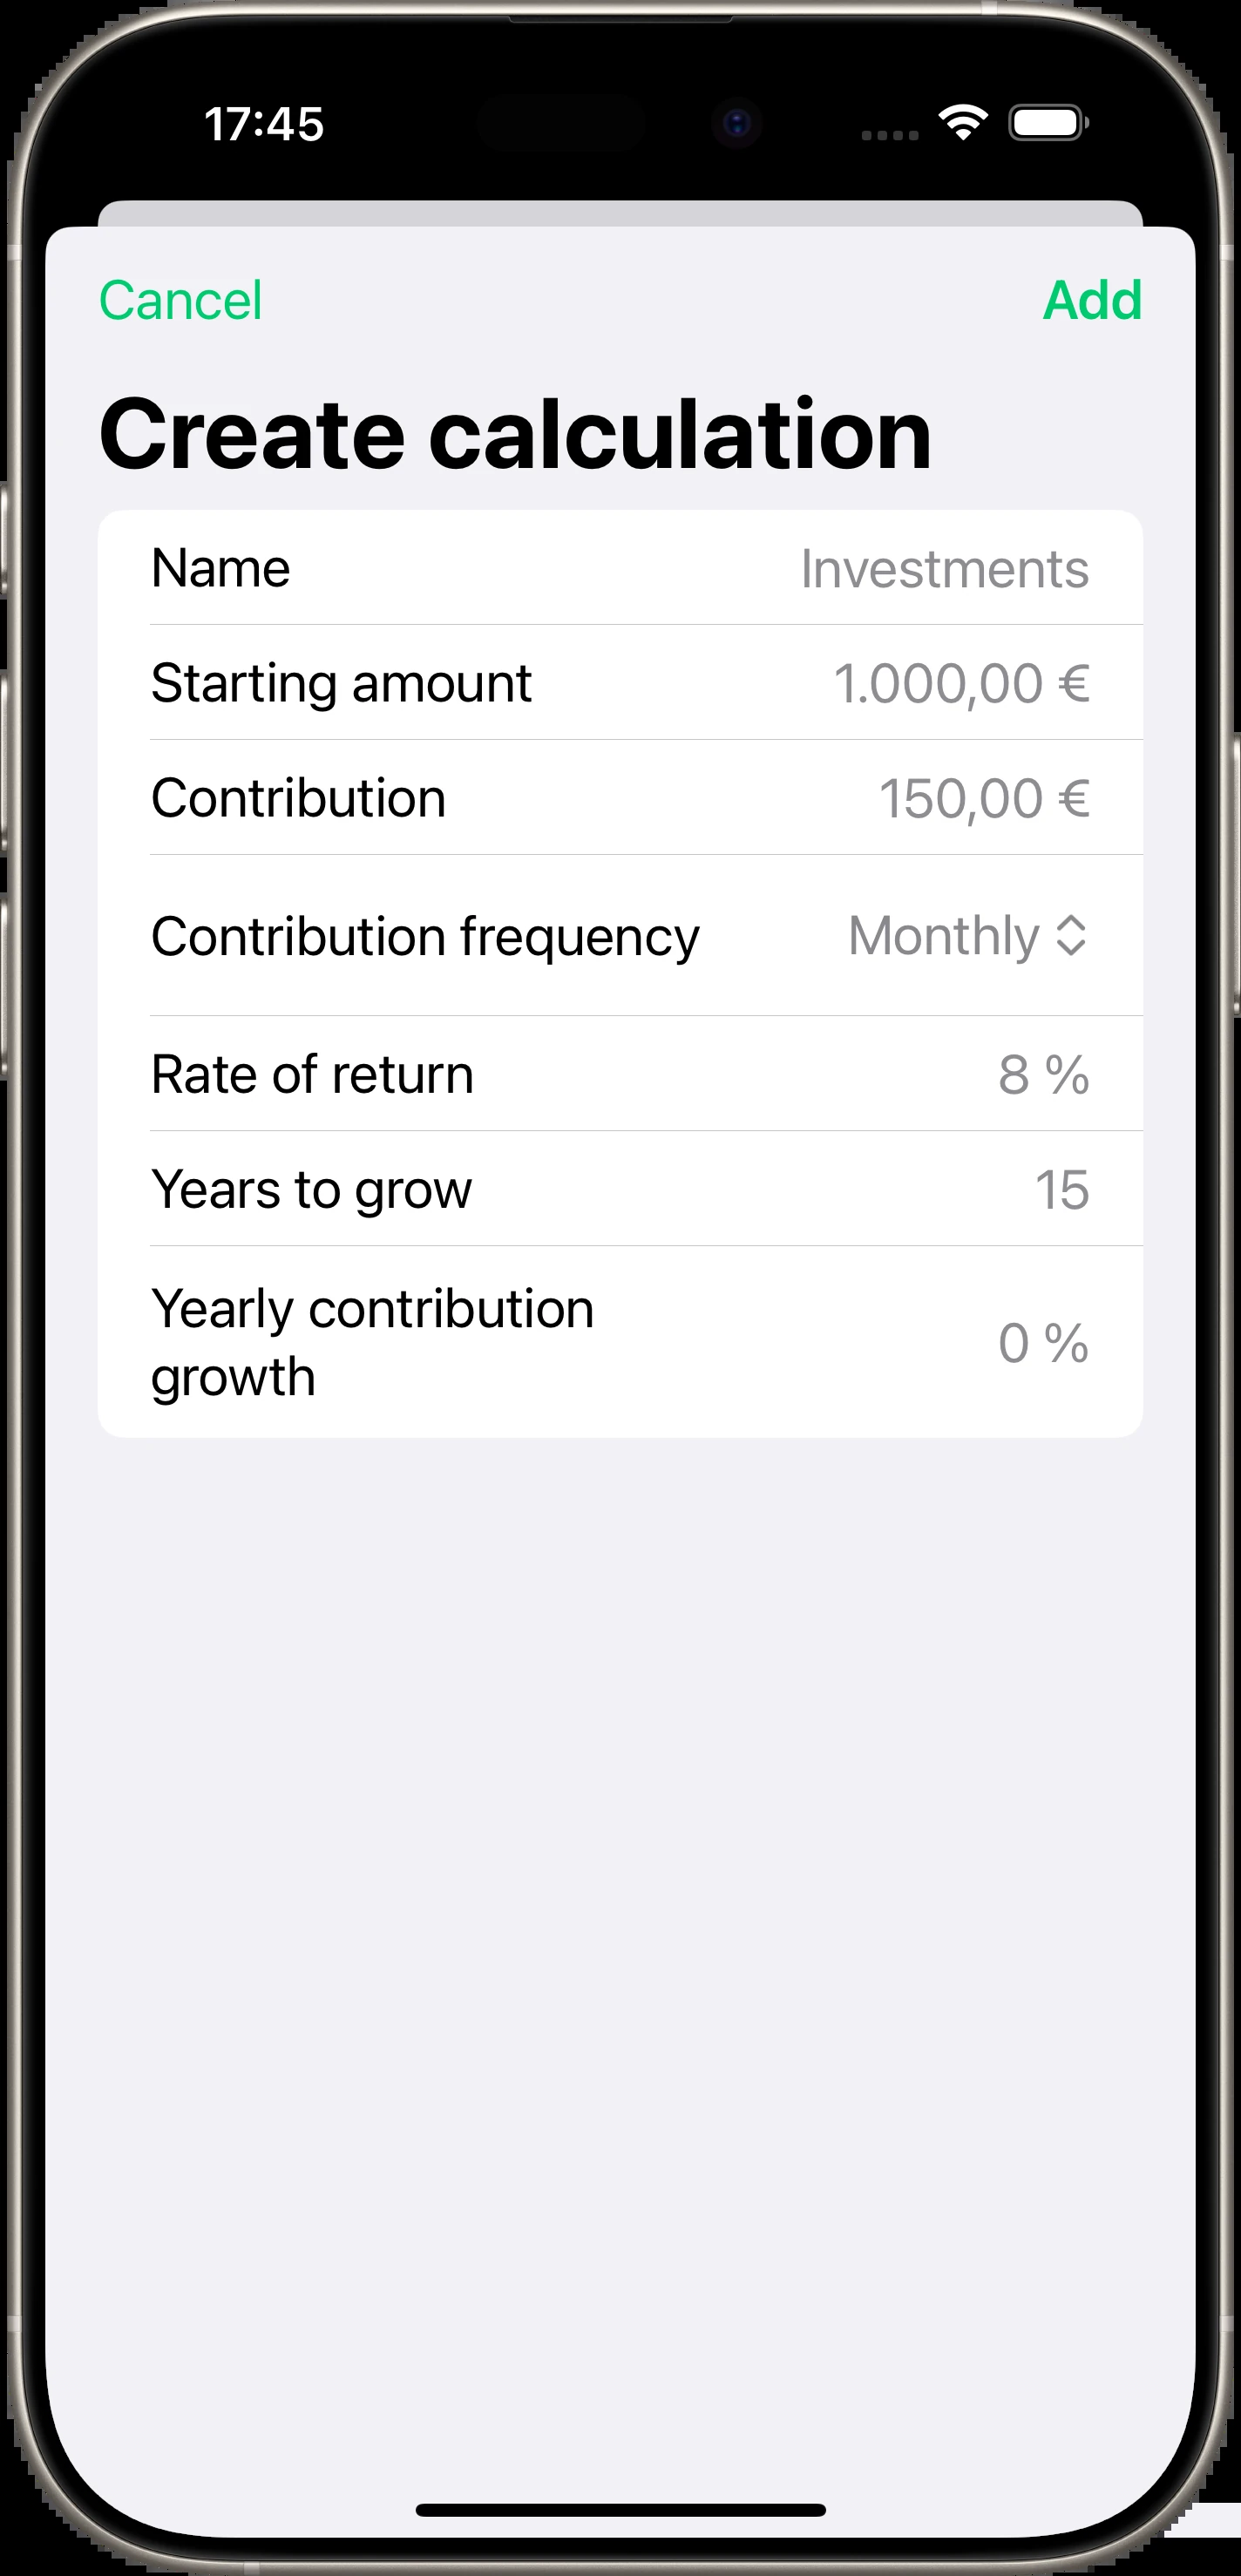 17:45
Cancel
Add
Create calculation
Name
Investments
Starting amount
1.000,00 €
Contribution
150,00 €
Contribution frequency
Monthly
Rate of return
8 %
Years to grow
15
Yearly contribution
growth
0 %